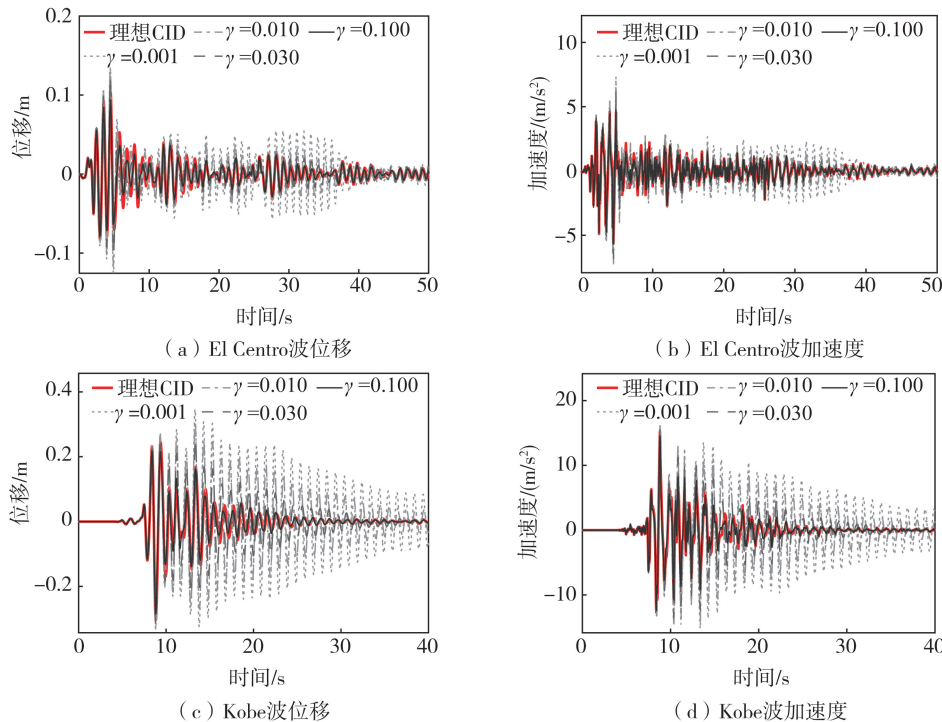 0.2
理想CID γ=0.010 γ=0.100
γ=0.001 γ=0.030
0.1
0
-0.1
位移/m
0 10 20 30 40 50
时间/s
(a) El Centro波位移
10
理想CID γ=0.010 γ=0.100
γ=0.001 γ=0.030
5
0
-5
加速度/(m/s²)
0 10 20 30 40 50
时间/s
(b) El Centro波加速度
0.4
理想CID γ=0.010 γ=0.100
γ=0.001 γ=0.030
0.2
0
-0.2
位移/m
0 10 20 30 40
时间/s
(c) Kobe波位移
20
理想CID γ=0.010 γ=0.100
γ=0.001 γ=0.030
10
0
-10
加速度/(m/s²)
0 10 20 30 40
时间/s
(d) Kobe波加速度